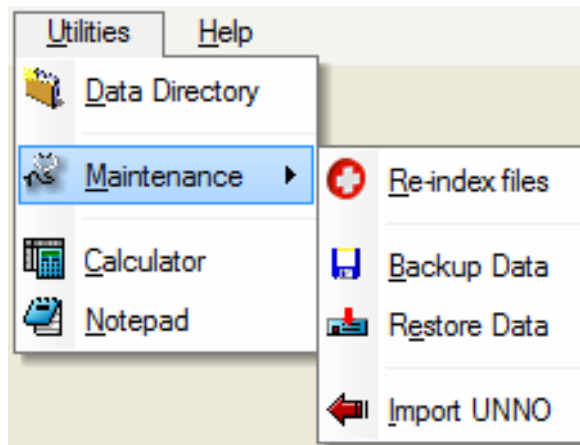 Utilities Help
Data Directory
Maintenance
Calculator
Notepad
Re-index files
Backup Data
Restore Data
Import UNNO